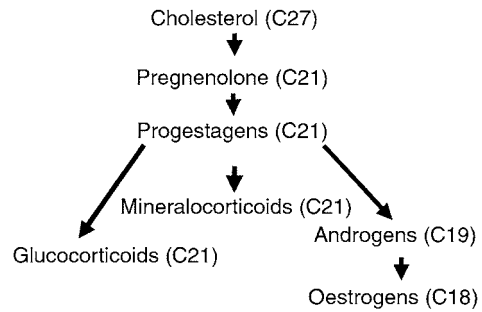 Cholesterol (C27)
Pregnenolone (C21)
Progestagens (C21)
Mineralocorticoids (C21)
Androgens (C19)
Glucocorticoids (C21)
Oestrogens (C18)